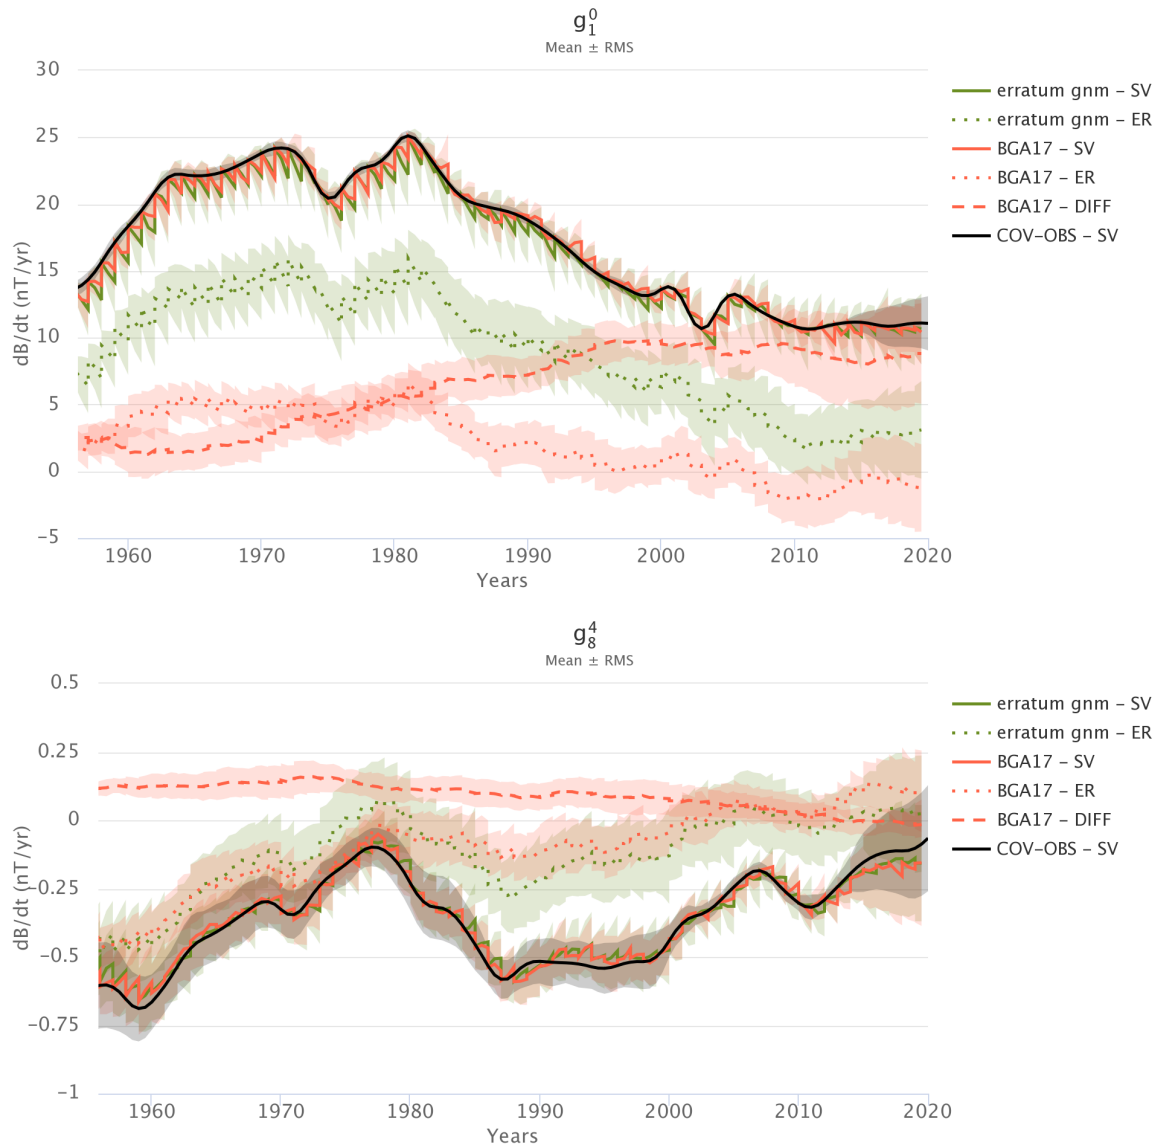 g₁⁰
Mean ± RMS
dB/dt (nT/yr)
30
25
20
15
10
5
0
−5
1960 1970 1980 1990 2000 2010 2020
Years
erratum gnm – SV
erratum gnm – ER
BGA17 – SV
BGA17 – ER
BGA17 – DIFF
COV–OBS – SV
g₈⁴
Mean ± RMS
dB/dt (nT/yr)
0.5
0.25
0
−0.25
−0.5
−0.75
−1
1960 1970 1980 1990 2000 2010 2020
Years
erratum gnm – SV
erratum gnm – ER
BGA17 – SV
BGA17 – ER
BGA17 – DIFF
COV–OBS – SV